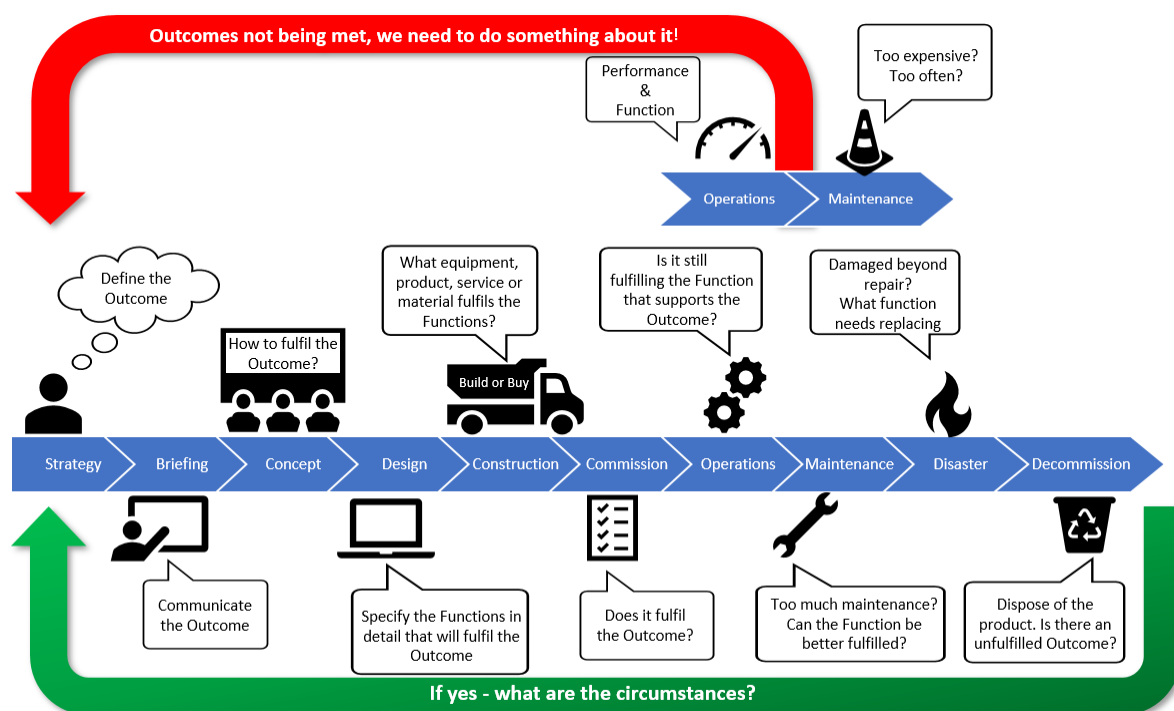 Outcomes not being met, we need to do something about it!
Performance
&
Function
Too expensive?
Too often?
Operations
Maintenance
Define the
Outcome
How to fulfil the
Outcome?
What equipment,
product, service or
material fulfils the
Functions?
Build or Buy
Is it still
fulfilling the Function
that supports the
Outcome?
Damaged beyond
repair?
What function
needs replacing
Strategy
Briefing
Concept
Design
Construction
Commission
Operations
Maintenance
Disaster
Decommission
Communicate
the Outcome
Specify the Functions in
detail that will fulfil the
Outcome
Does it fulfil
the Outcome?
Too much maintenance?
Can the Function be
better fulfilled?
Dispose of the
product. Is there an
unfulfilled Outcome?
If yes - what are the circumstances?